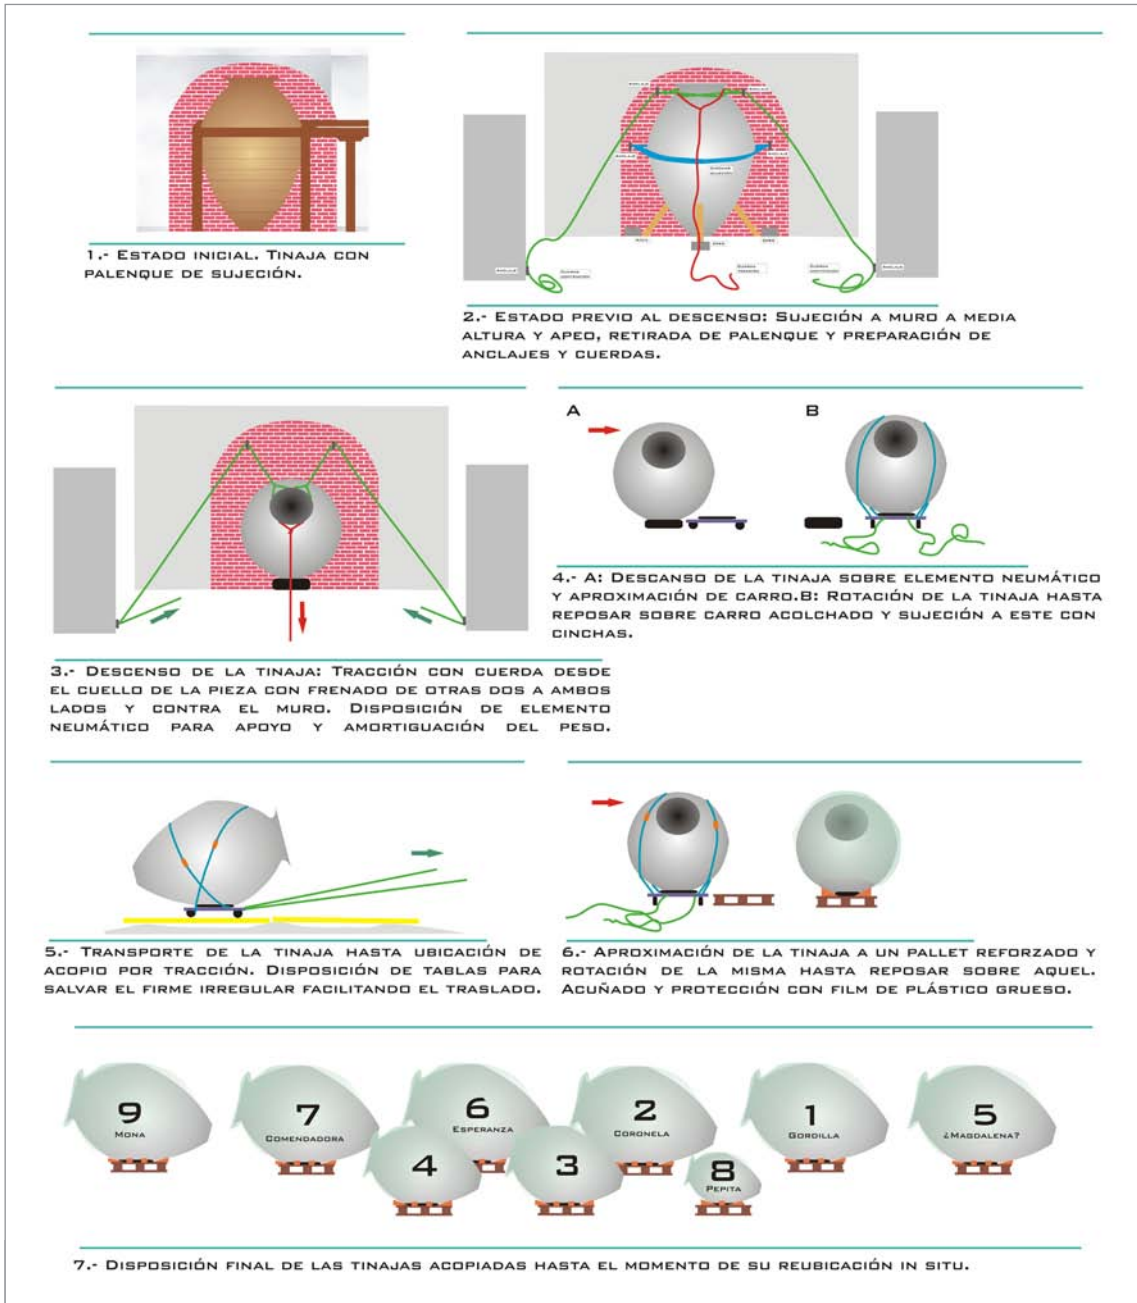 1.- Estado inicial. Tinaja con
palenque de sujeción.
ANCLAJE
ANCLAJE
ANCLAJE
ANCLAJE
ANCLAJE
ANCLAJE
2.- Estado previo al descenso: Sujeción a muro a media
altura y apeo, retirada de palenque y preparación de
anclajes y cuerdas.
3.- Descenso de la tinaja: Tracción con cuerda desde
el cuello de la pieza con frenado de otras dos a ambos
lados y contra el muro. Disposición de elemento
neumático para apoyo y amortiguación del peso.
A
B
4.- A: Descanso de la tinaja sobre elemento neumático
y aproximación de carro.B: Rotación de la tinaja hasta
reposar sobre carro acolchado y sujeción a este con
cinchas.
5.- Transporte de la tinaja hasta ubicación de
acopio por tracción. Disposición de tablas para
salvar el firme irregular facilitando el traslado.
6.- Aproximación de la tinaja a un pallet reforzado y
rotación de la misma hasta reposar sobre aquel.
Acuñado y protección con film de plástico grueso.
9
Mona
7
Comendadora
6
Esperanza
2
Coronela
1
Gordilla
5
¿Magdalena?
4
3
8
Pepita
7.- Disposición final de las tinajas acopiadas hasta el momento de su reubicación in situ.